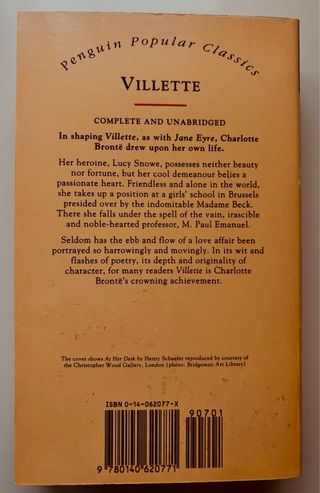 Penguin Popular Classics
VILLETTE
COMPLETE AND UNABRIDGED
In shaping Villette, as with Jane Eyre, Charlotte
Brontë drew upon her own life.
Her heroine, Lucy Snowe, possesses neither beauty
nor fortune, but her cool demeanour belies a
passionate heart. Friendless and alone in the world,
she takes up a position at a girls' school in Brussels
presided over by the indomitable Madame Beck.
There she falls under the spell of the vain, irascible
and noble-hearted professor, M. Paul Emanuel.
Seldom has the ebb and flow of a love affair been
portrayed so harrowingly and movingly. In its wit and
flashes of poetry, its depth and originality of
character, for many readers Villette is Charlotte
Brontë's crowning achievement.
The cover shows At Her Desk by Henry Schaefer reproduced by courtesy of
the Christopher Wood Gallery, London (photo: Bridgeman Art Library)
ISBN 0-14-062077-X
90701
9 780140 620771